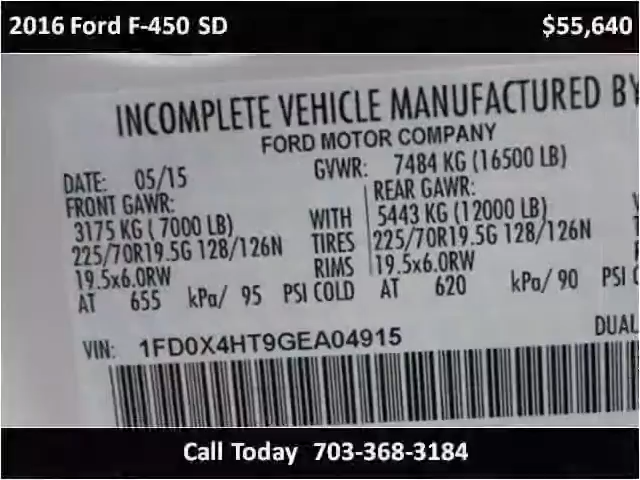 2016 Ford F-450 SD $55,640
INCOMPLETE VEHICLE MANUFACTURED BY
FORD MOTOR COMPANY
DATE: 05/15 GVWR: 7484 KG (16500 LB)
FRONT GAWR: REAR GAWR:
3175 KG ( 7000 LB) WITH 5443 KG (12000 LB)
225/70R19.5G 128/126N TIRES 225/70R19.5G 128/126N
19.5x6.0RW RIMS 19.5x6.0RW
AT 655 kPa/ 95 PSI COLD AT 620 kPa/ 90 PSI
VIN: 1FD0X4HT9GEA04915 DUAL
Call Today 703-368-3184